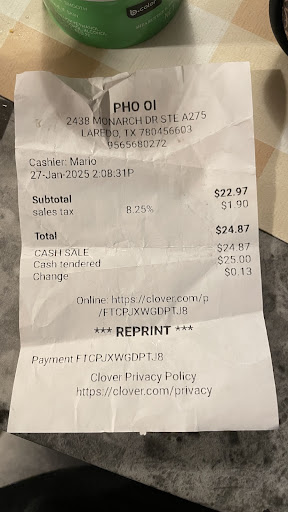 b.color
PHO OI
2438 MONARCH DR STE A275
LAREDO, TX 780456603
9565680272
Cashier: Mario
27-Jan-2025 2:08:31P
Subtotal $22.97
sales tax 8.25% $1.90
Total $24.87
CASH SALE $24.87
Cash tendered $25.00
Change $0.13
Online: https://clover.com/p
/FTCPJXWGDPTJ8
*** REPRINT ***
Payment FTCPJXWGDPTJ8
Clover Privacy Policy
https://clover.com/privacy